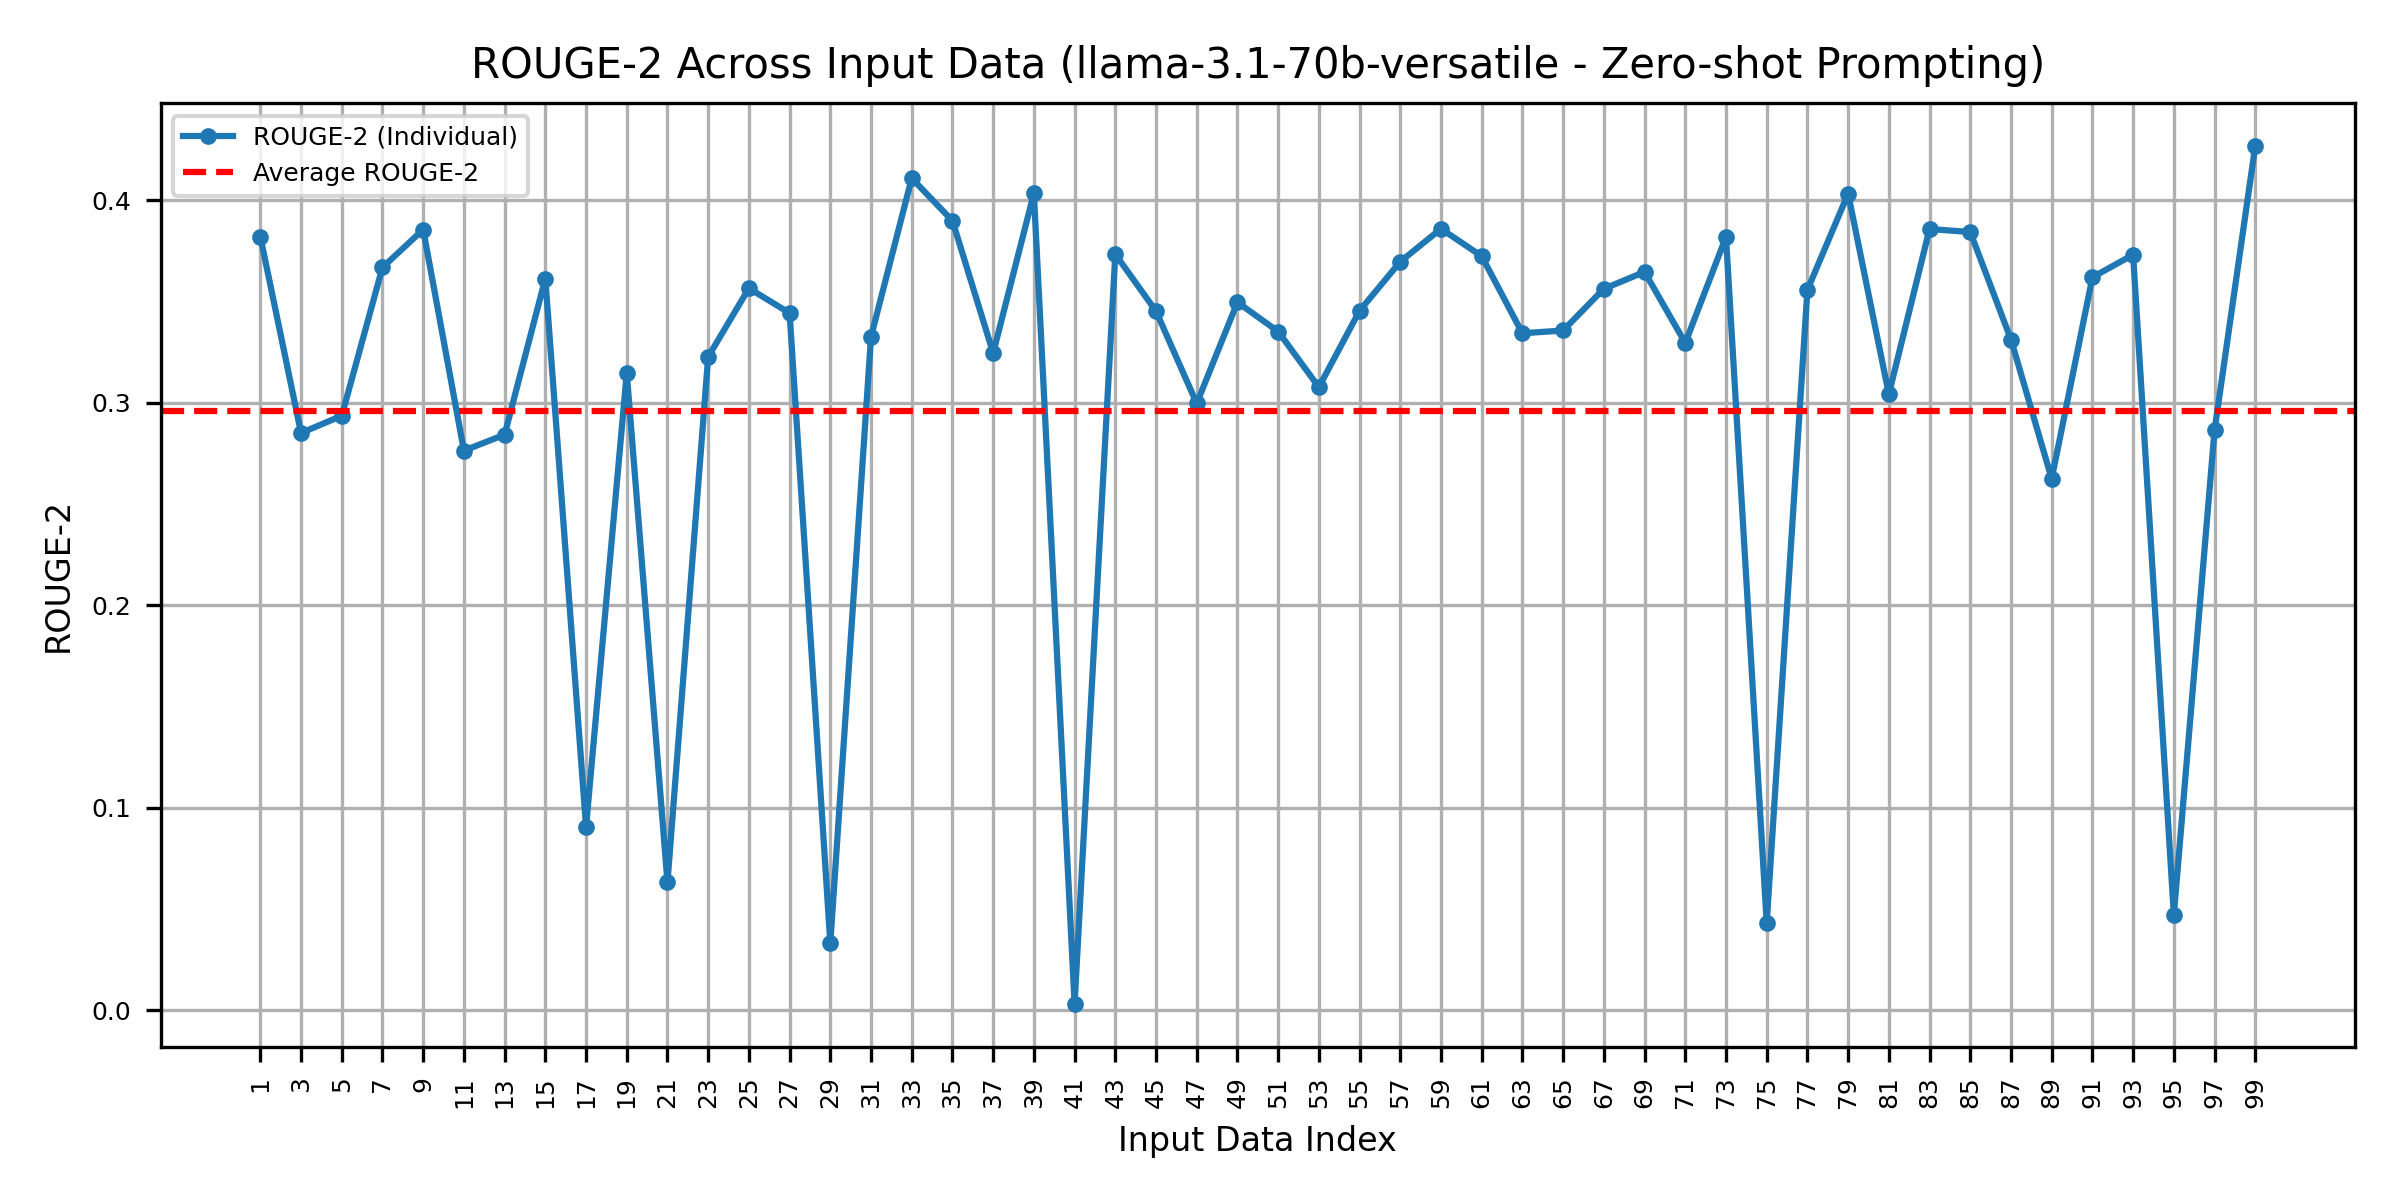 ROUGE-2 Across Input Data (llama-3.1-70b-versatile - Zero-shot Prompting)
ROUGE-2 (Individual)
Average ROUGE-2
ROUGE-2
0.4
0.3
0.2
0.1
0.0
1 3 5 7 9 11 13 15 17 19 21 23 25 27 29 31 33 35 37 39 41 43 45 47 49 51 53 55 57 59 61 63 65 67 69 71 73 75 77 79 81 83 85 87 89 91 93 95 97 99
Input Data Index